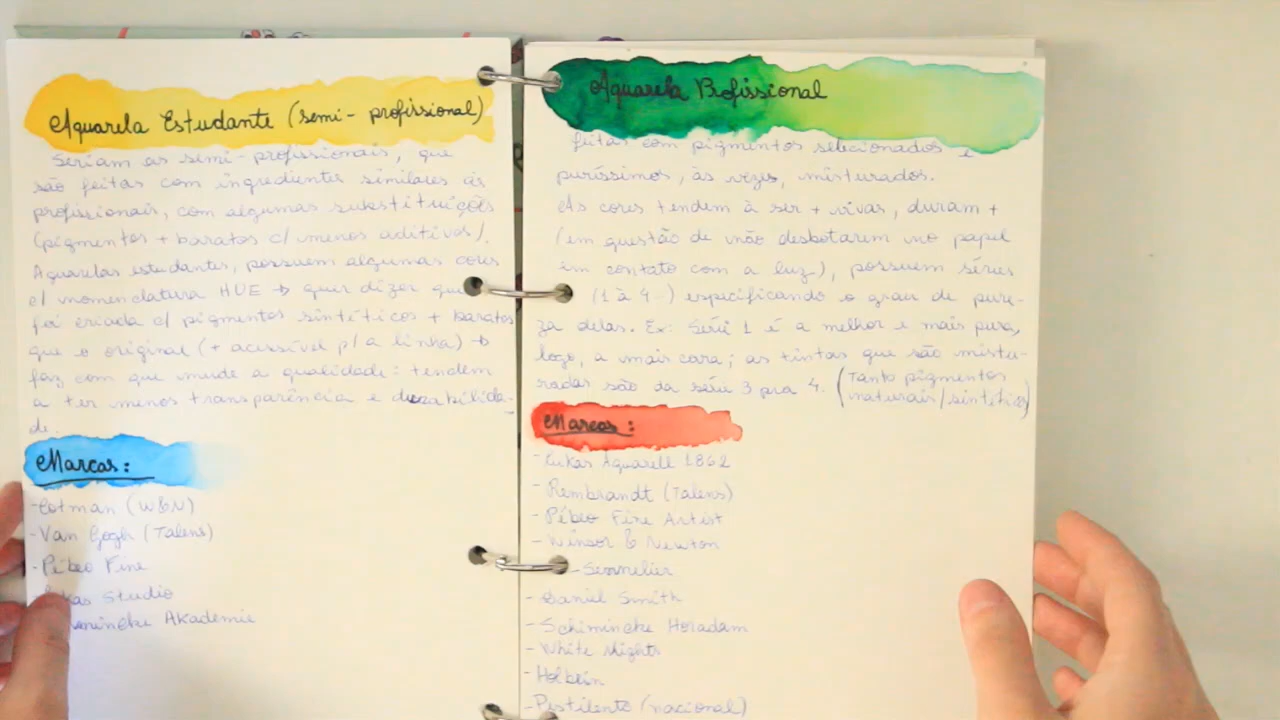 Aquarela Estudante (semi-profissional)
Seriam as semi-profissionais, que
são feitas com ingredientes similares às
profissionais, com algumas substituições
(pigmentos + baratos c/ menos aditivos).
Aquarelas estudantes, possuem algumas cores
c/ nomenclatura HUE → quer dizer que
foi criada c/ pigmentos sintéticos + baratos
que o original (+ acessível p/ a linha) →
faz com que mude a qualidade: tendem
a ter menos transparência e durabilida-
de.
Marcas:
- Cotman (W&N)
- Van Gogh (Talens)
- Pébeo Fine
kas Studio
Akademie
Aquarela Profissional
feitas com pigmentos selecionados e
puríssimos, às vezes, misturados.
As cores tendem à ser + vivas, duram +
(em questão de não desbotarem no papel
em contato com a luz), possuem séries
(1 à 4) especificando o grau de pure-
za delas. Ex: Série 1 é a melhor e mais pura,
logo, a mais cara; as tintas que são mistu-
radas são da série 3 pra 4. (Tanto pigmentos
naturais/sintéticos)
Marcas:
- Lukas Aquarell 1862
- Rembrandt (Talens)
- Pébeo Fine Artist
- Winsor & Newton
- Sennelier
- Daniel Smith
- Schimincke Horadam
- White Nights
- Holbein
- Pestilento (nacional)